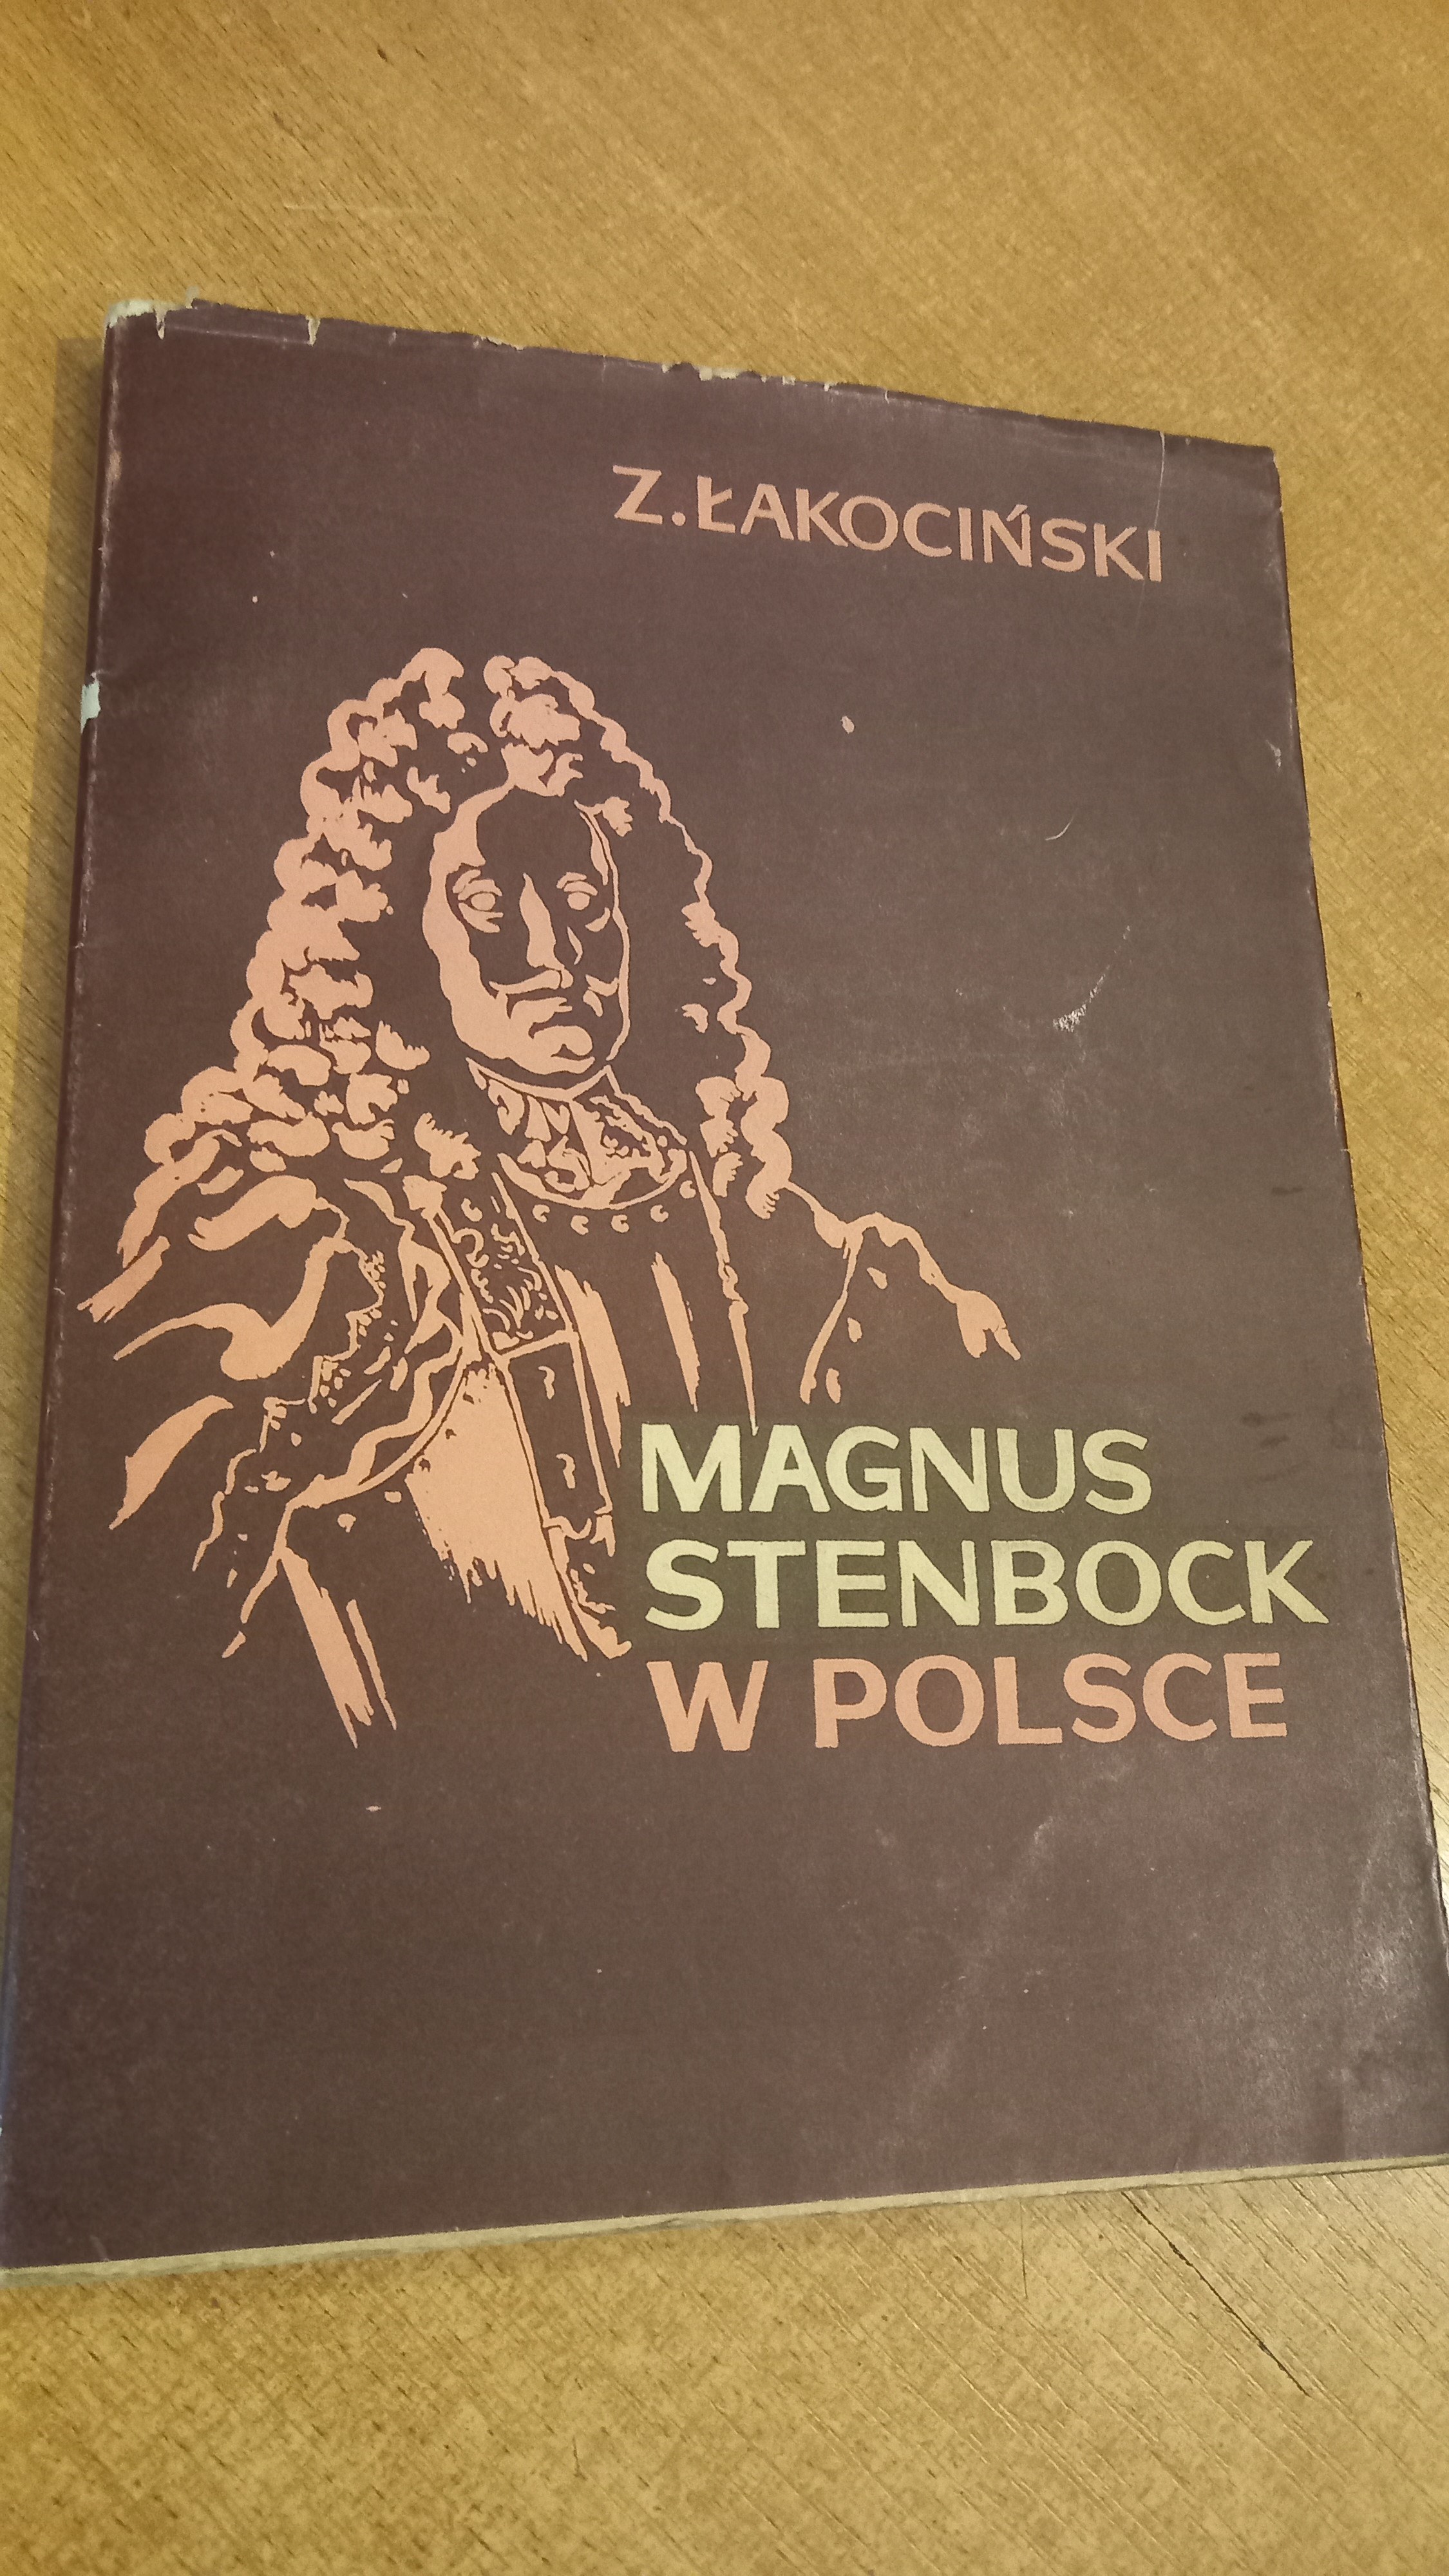 Z. ŁAKOCIŃSKI
MAGNUS
STENBOCK
W POLSCE